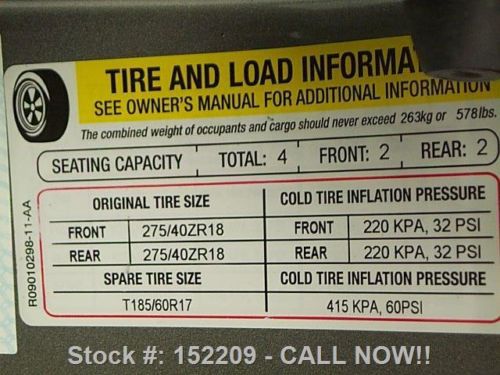 TIRE AND LOAD INFORMA
SEE OWNER'S MANUAL FOR ADDITIONAL INFORMATION
The combined weight of occupants and cargo should never exceed 263kg or 578lbs.
SEATING CAPACITY TOTAL: 4 FRONT: 2 REAR: 2
ORIGINAL TIRE SIZE COLD TIRE INFLATION PRESSURE
FRONT 275/40ZR18 FRONT 220 KPA, 32 PSI
REAR 275/40ZR18 REAR 220 KPA, 32 PSI
SPARE TIRE SIZE COLD TIRE INFLATION PRESSURE
T185/60R17 415 KPA, 60PSI
R09010298-11-AA
Stock #: 152209 - CALL NOW!!